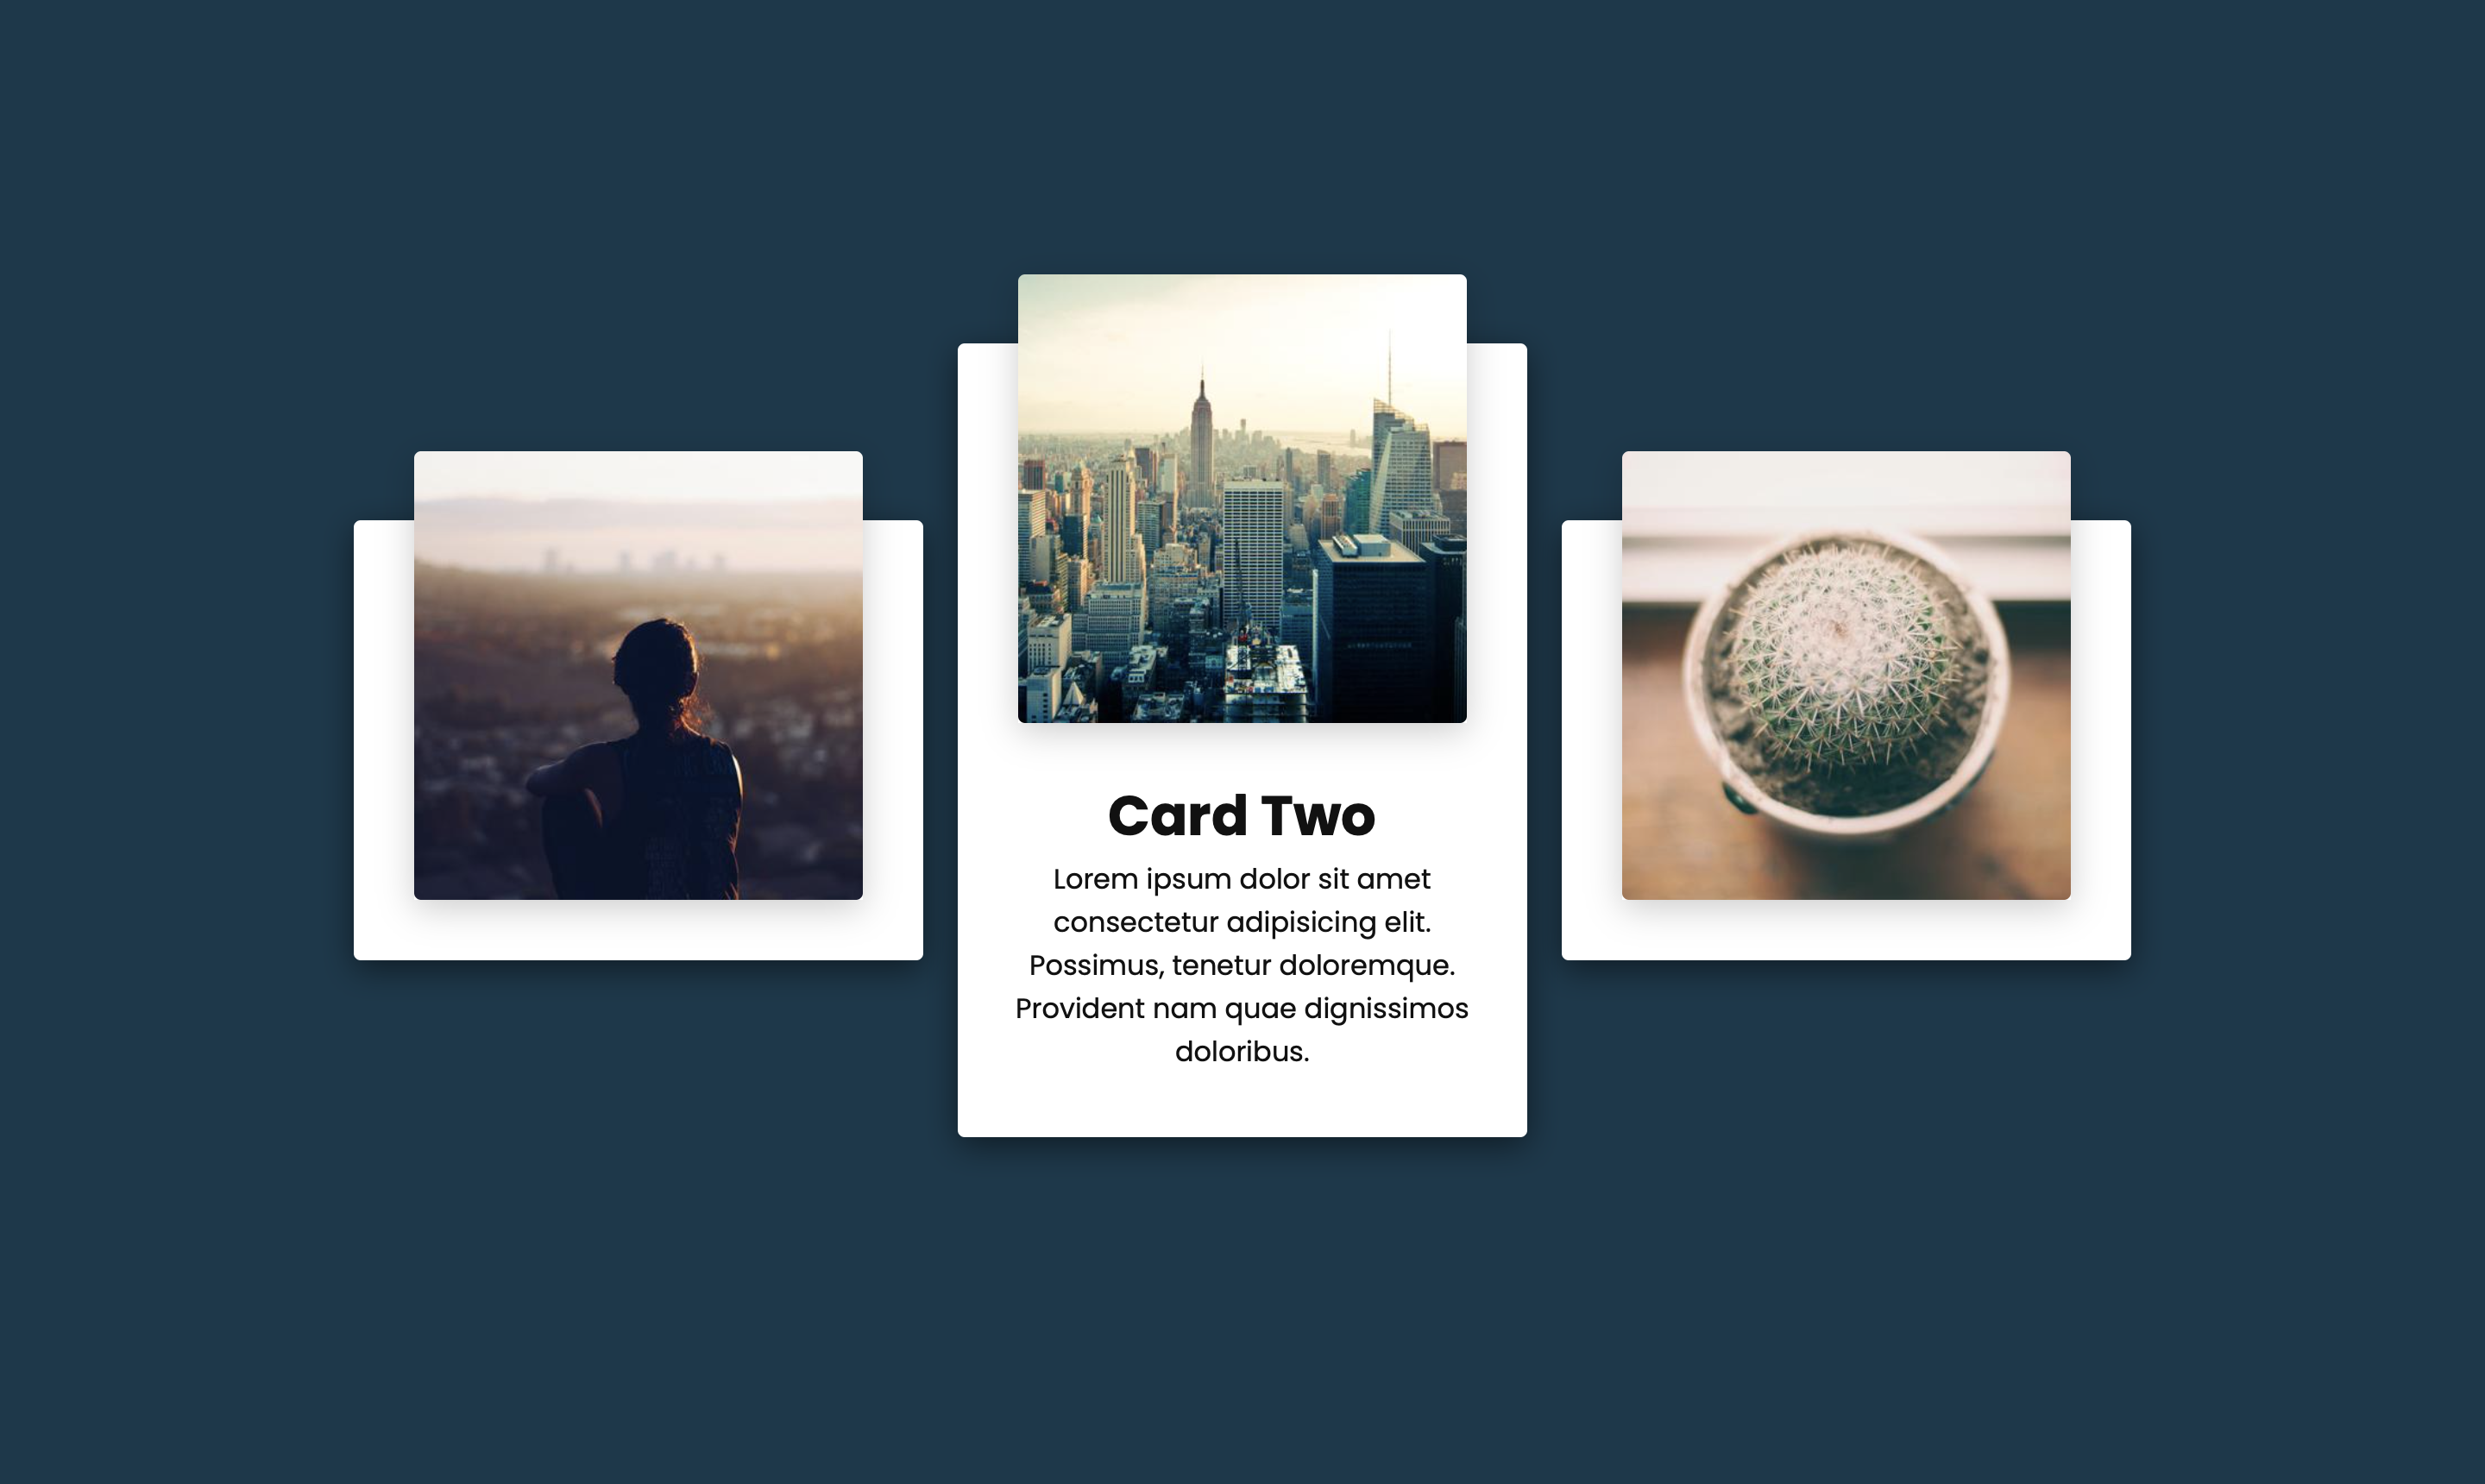 Card Two
Lorem ipsum dolor sit amet
consectetur adipisicing elit.
Possimus, tenetur doloremque.
Provident nam quae dignissimos
doloribus.